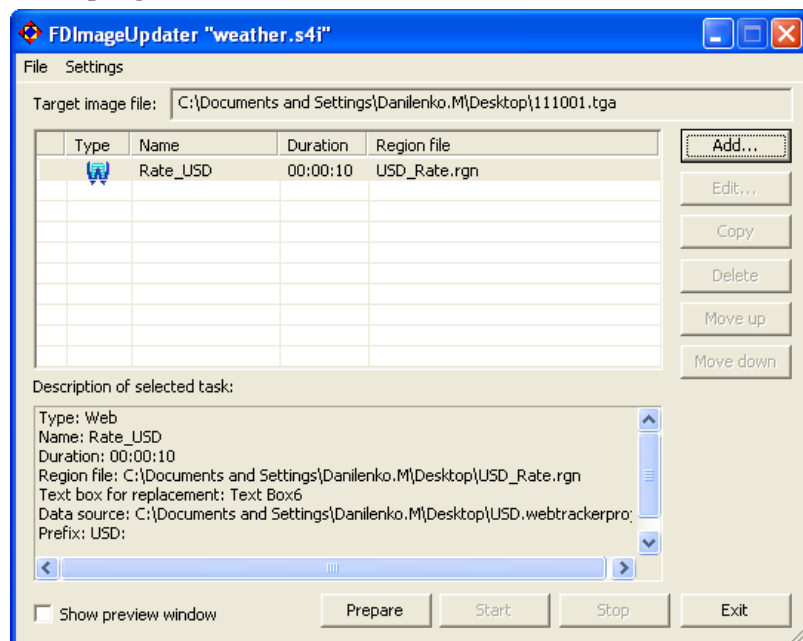 FDImageUpdater "weather.s4i"
File Settings
Target image file: C:\Documents and Settings\Danilenko.M\Desktop\111001.tga
Type Name Duration Region file
Rate_USD 00:00:10 USD_Rate.rgn
Add...
Edit...
Copy
Delete
Move up
Move down
Description of selected task:
Type: Web
Name: Rate_USD
Duration: 00:00:10
Region file: C:\Documents and Settings\Danilenko.M\Desktop\USD_Rate.rgn
Text box for replacement: Text Box6
Data source: C:\Documents and Settings\Danilenko.M\Desktop\USD.webtrackerpro
Prefix: USD:
Show preview window Prepare Start Stop Exit